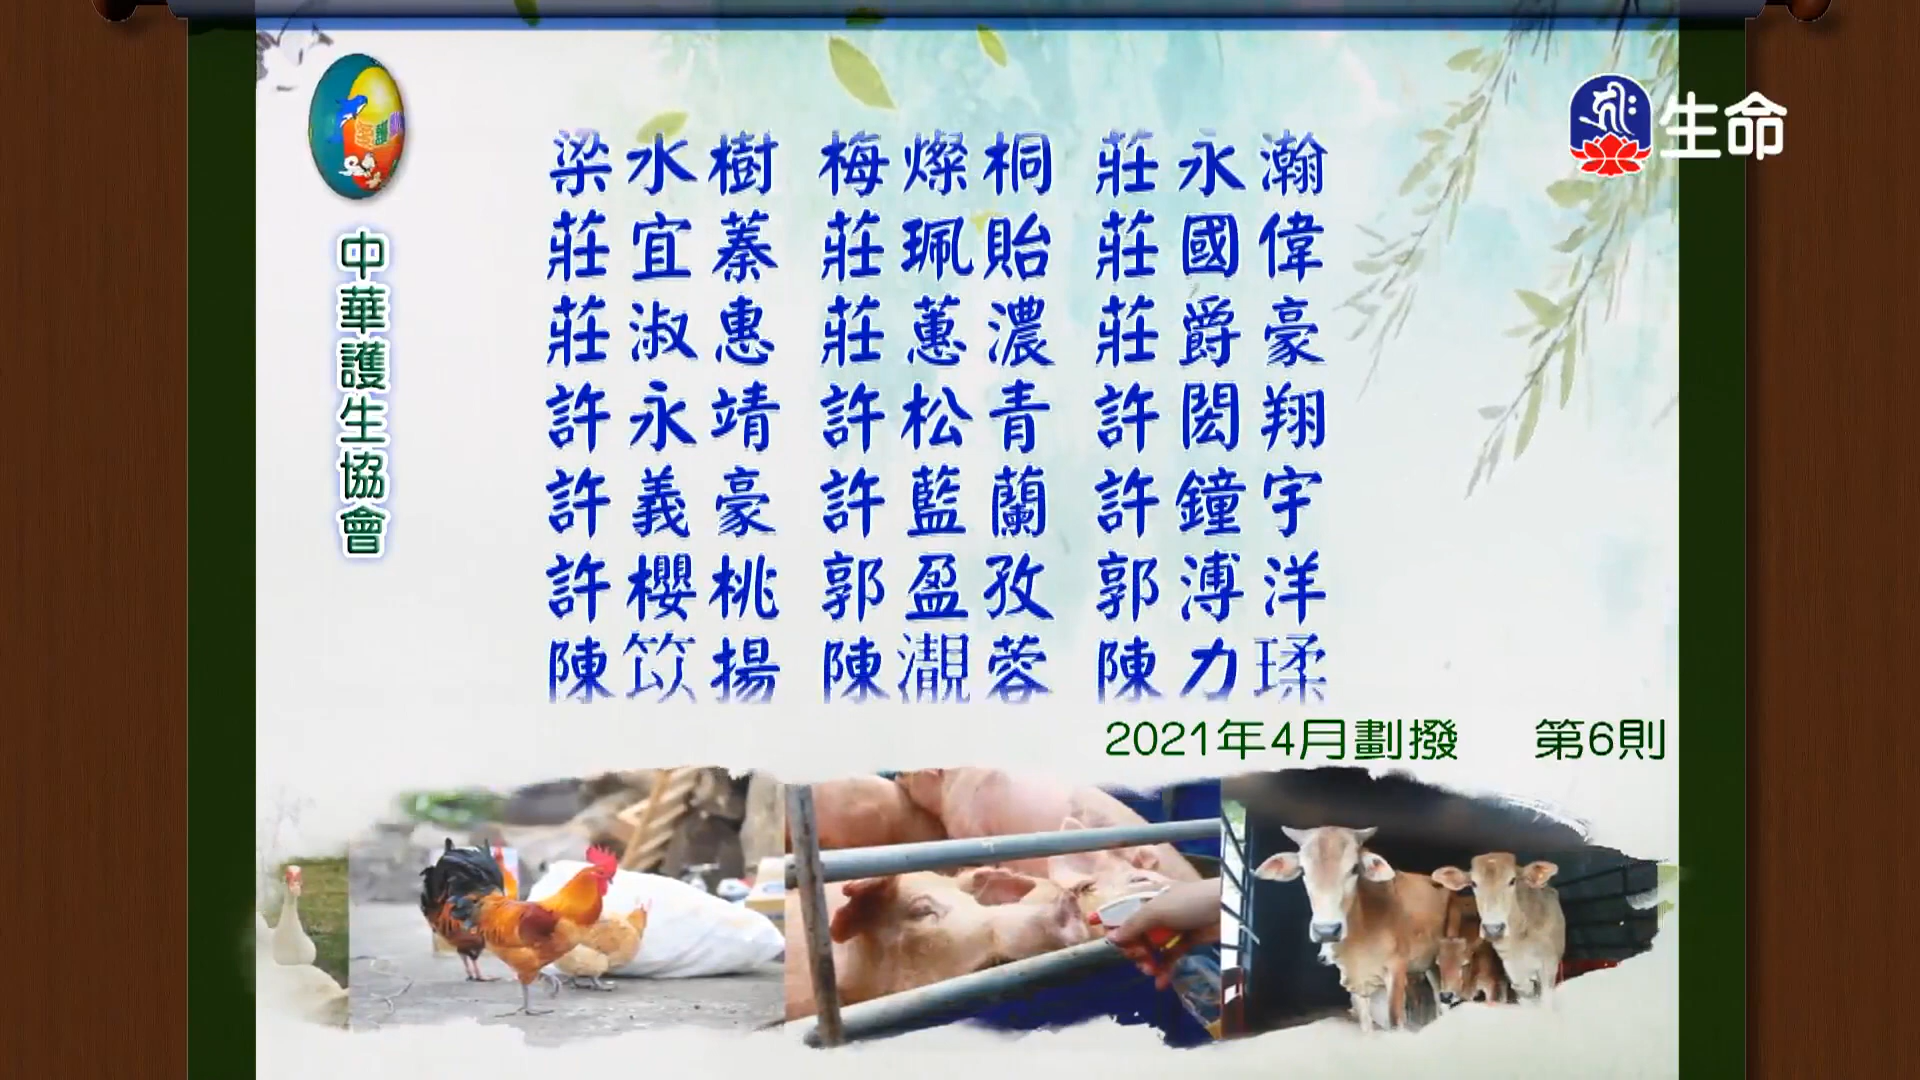 生命
中華護生協會
梁水樹 梅燦桐 莊永瀚
莊宜蓁 莊珮貽 莊國偉
莊淑惠 莊蕙濃 莊爵豪
許永靖 許松青 許閎翔
許義豪 許藍蘭 許鐘宇
許櫻桃 郭盈孜 郭溥洋
陳笖揚 陳灦蓉 陳力瑈
2021年4月劃撥 第6則